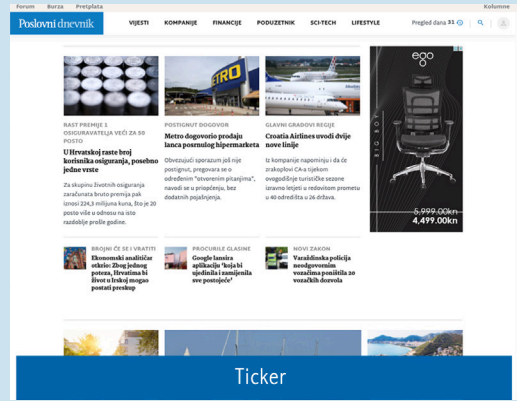 Forum Burza Pretplata Kolumne
Poslovni dnevnik VIJESTI KOMPANIJE FINANCIJE PODUZETNIK SCI-TECH LIFESTYLE Pregled dana 31
RAST PREMIJE I
OSIGURAVATELJA VEĆI ZA 50
POSTO
U Hrvatskoj raste broj
korisnika osiguranja, posebno
jedne vrste
Za skupinu životnih osiguranja
zaračunata bruto premija pak
iznosi 224,3 milijuna kuna, što je 20
posto više u odnosu na isto
razdoblje prošle godine.
POSTIGNUT DOGOVOR
Metro dogovorio prodaju
lanca posrnulog hipermarketa
Obvezujući sporazum još nije
postignut, pregovara se o
određenim "otvorenim pitanjima",
navodi se u priopćenju, bez
dodatnih pojašnjenja.
GLAVNI GRADOVI REGIJE
Croatia Airlines uvodi dvije
nove linije
Iz kompanije napominju i da će
zrakoplovi CA-a tijekom
ovogodišnje turističke sezone
izravno letjeti u redovitom prometu
u 40 odredišta u 26 država.
METRO
ego
BIG BOY
5,999.00kn
4,499.00kn
BROJNI ĆE SE I VRATITI
Ekonomski analitičar
otkrio: Zbog jednog
poteza, Hrvatima bi
život u Irskoj mogao
postati preskup
PROCURILE GLASINE
Google lansira
aplikaciju 'koja bi
ujedinila i zamijenila
sve postojeće'
NOVI ZAKON
Varaždinska policija
neodgovornim
vozačima poništila 20
vozačkih dozvola
Ticker